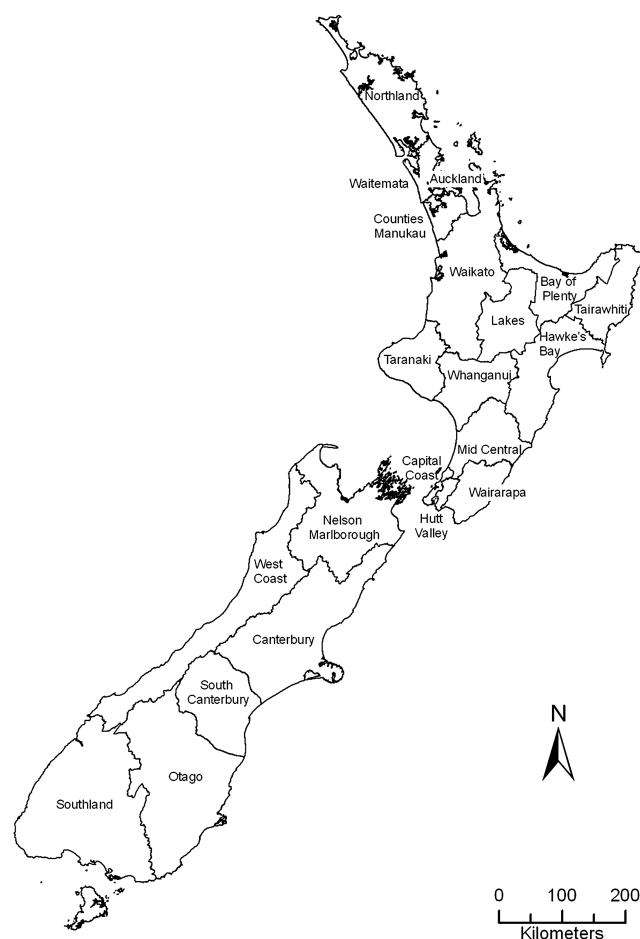 Northland
Waitemata
Auckland
Counties
Manukau
Waikato
Bay of
Plenty
Lakes
Tairawhiti
Hawke's
Bay
Taranaki
Whanganui
Mid Central
Capital
Coast
Wairarapa
Hutt
Valley
Nelson
Marlborough
West
Coast
Canterbury
South
Canterbury
Otago
Southland
N
0 100 200
Kilometers